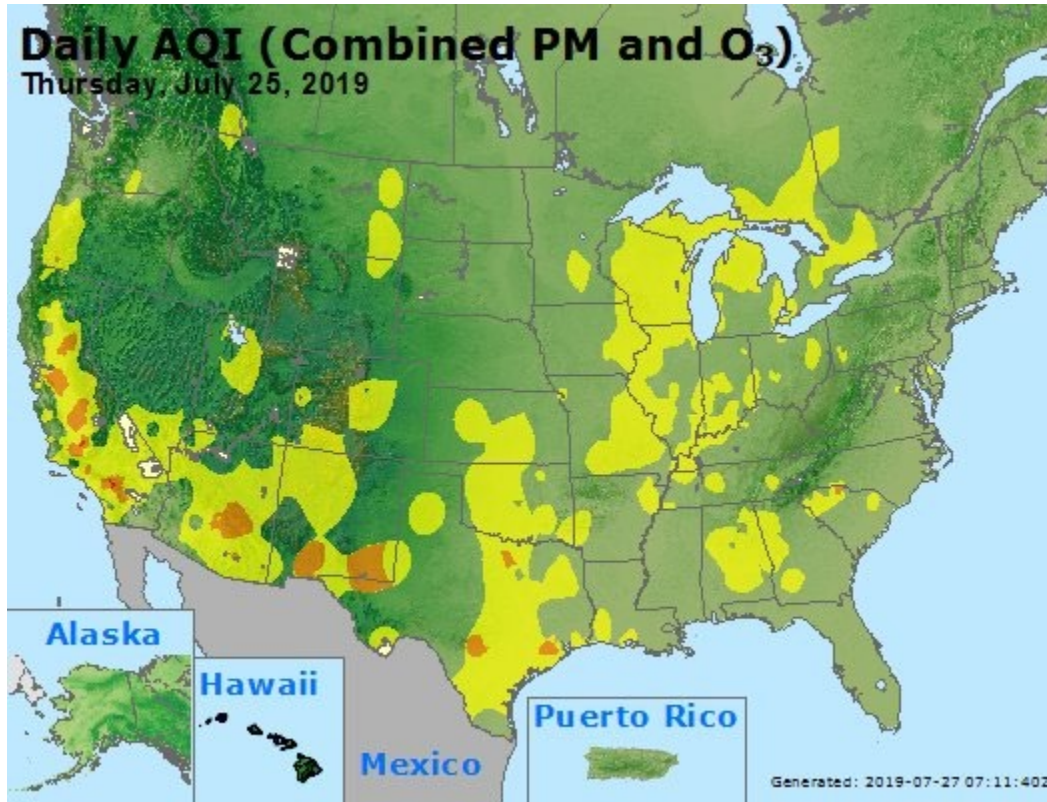 Daily AQI (Combined PM and O₃)
Thursday, July 25, 2019
Alaska
Hawaii
Mexico
Puerto Rico
Generated: 2019-07-27 07:11:40Z